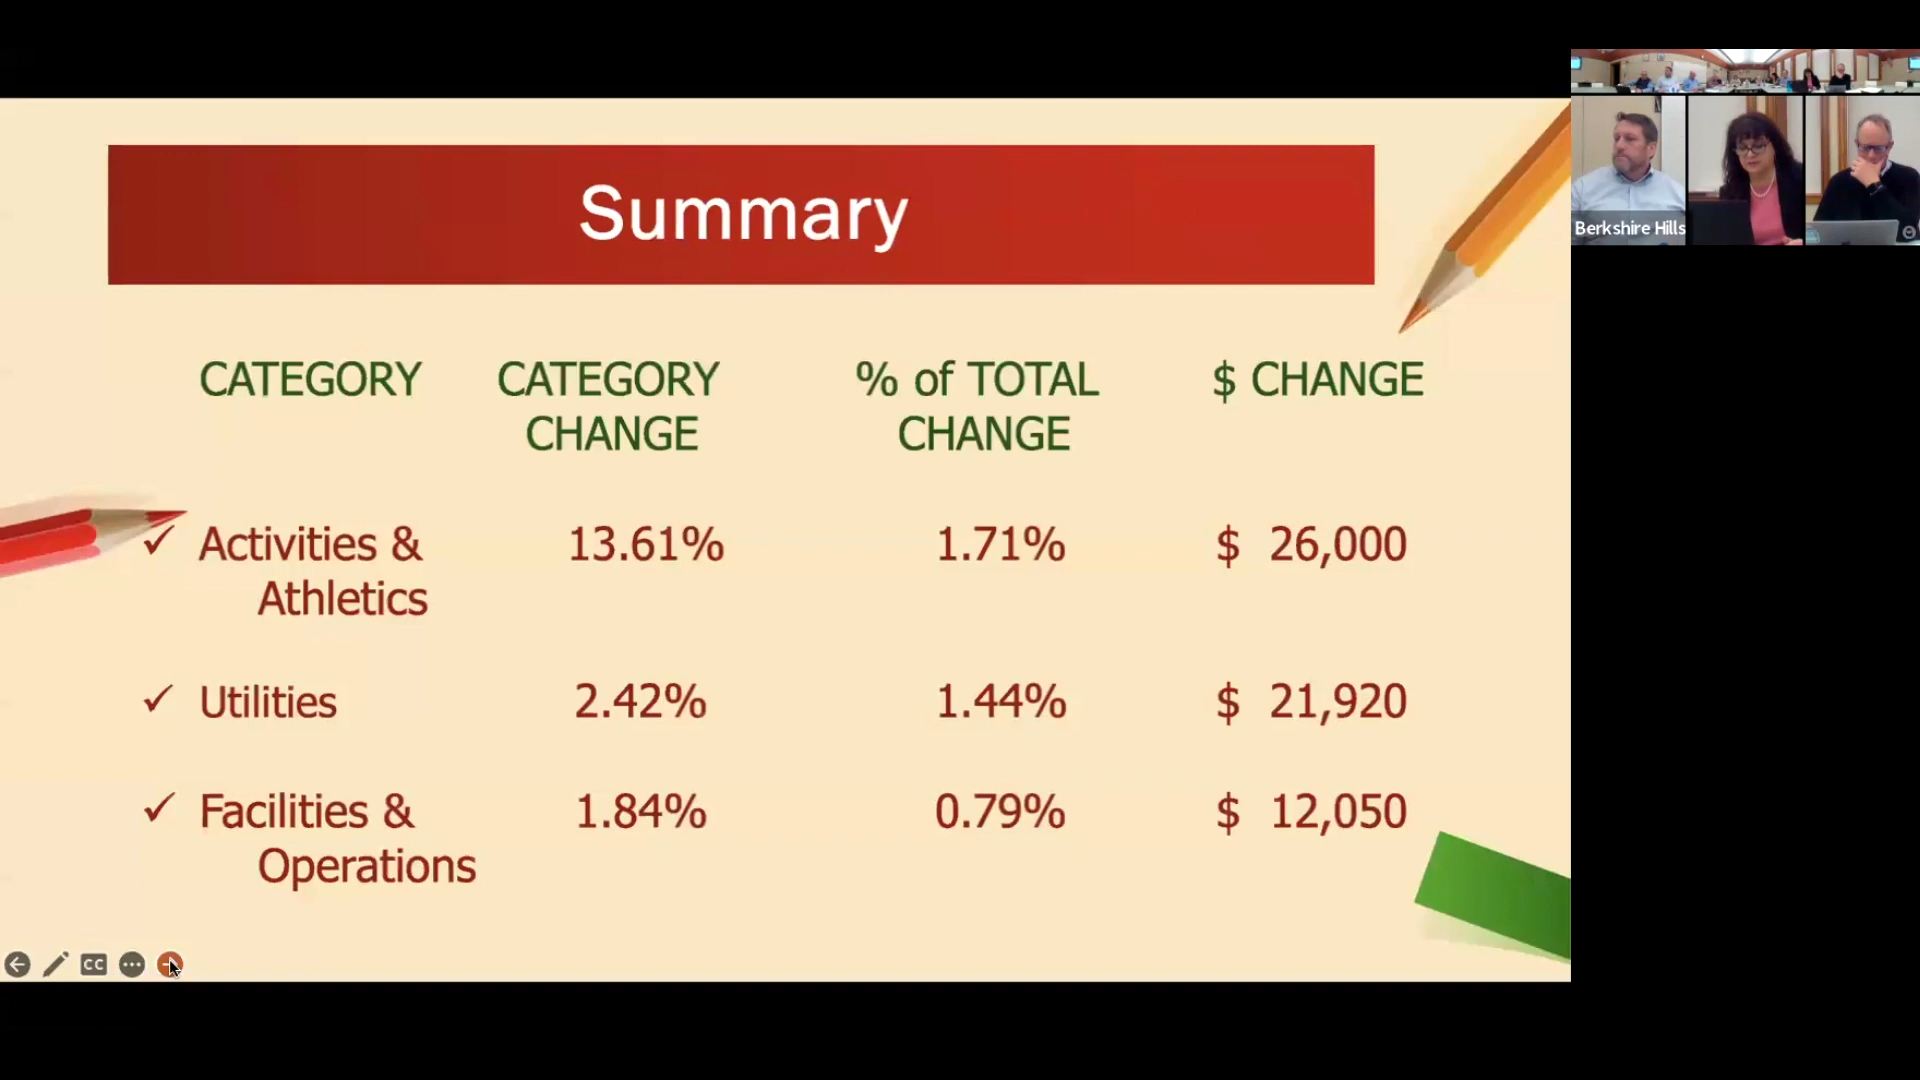 Summary
CATEGORY CATEGORY % of TOTAL $ CHANGE
CHANGE CHANGE
✓ Activities & 13.61% 1.71% $ 26,000
Athletics
✓ Utilities 2.42% 1.44% $ 21,920
✓ Facilities & 1.84% 0.79% $ 12,050
Operations
CC
Berkshire Hills